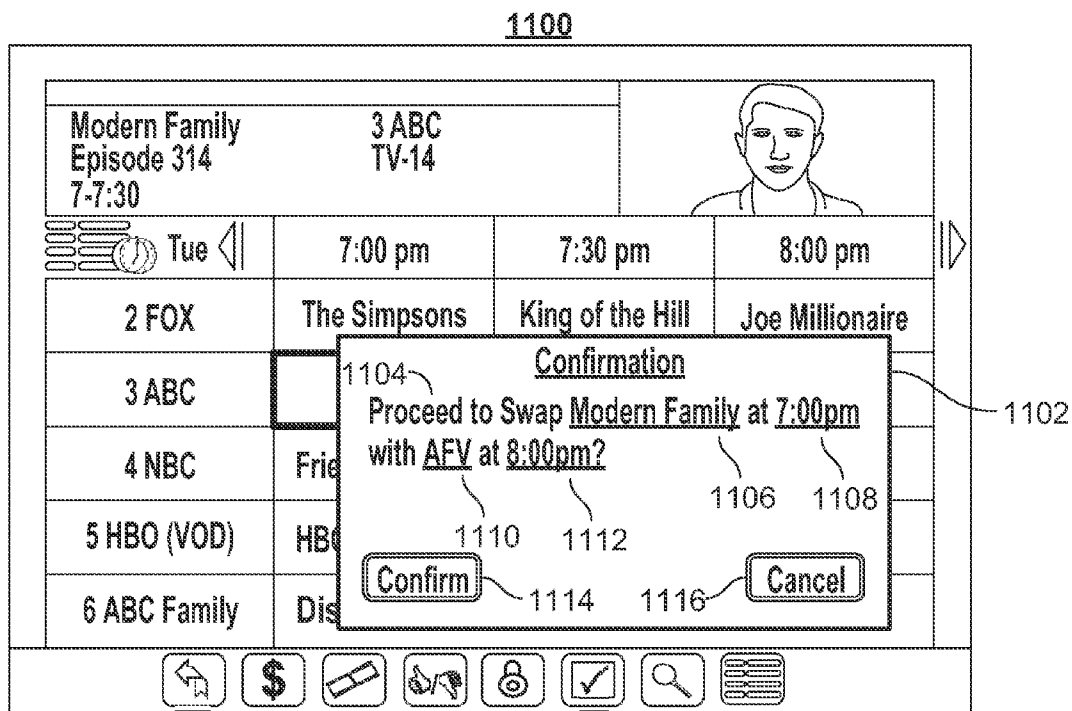 1100
Modern Family 3 ABC
Episode 314 TV-14
7-7:30
Tue 7:00 pm 7:30 pm 8:00 pm
2 FOX The Simpsons King of the Hill Joe Millionaire
Confirmation
3 ABC
1104
1102
Proceed to Swap Modern Family at 7:00pm
with AFV at 8:00pm?
4 NBC Frie
1106 1108
1110 1112
5 HBO (VOD) HBO
Confirm Cancel
1114 1116
6 ABC Family Dis
$